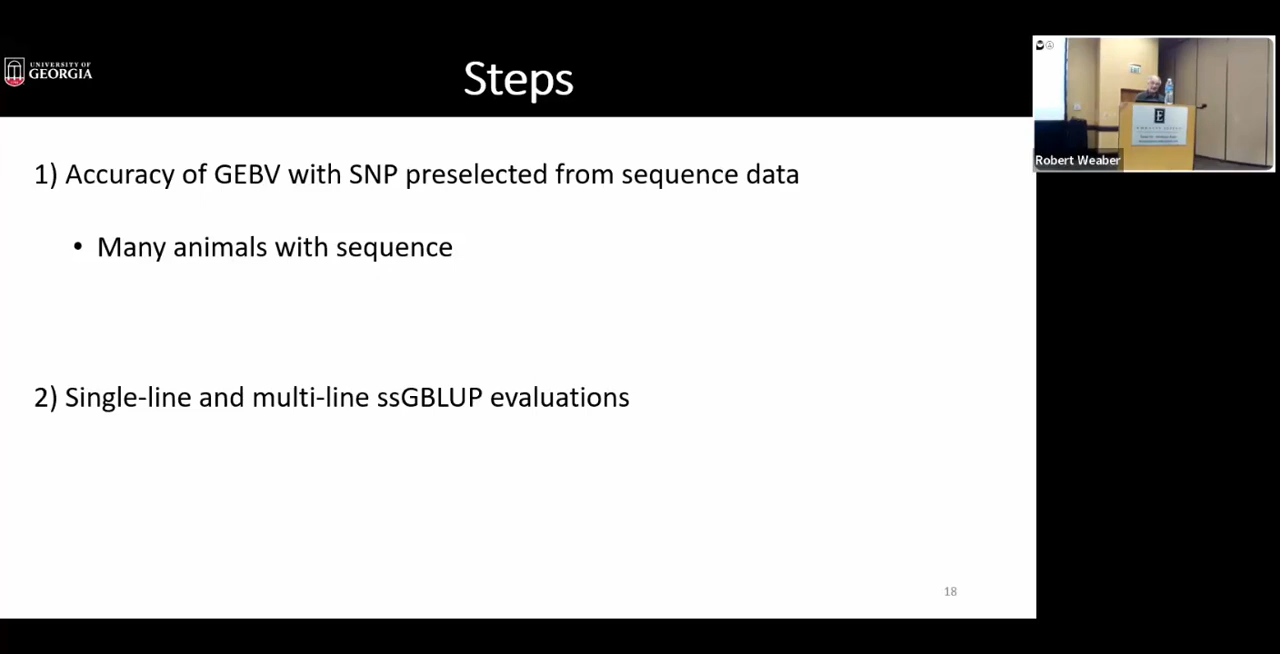 UNIVERSITY OF
GEORGIA
Steps
1) Accuracy of GEBV with SNP preselected from sequence data
• Many animals with sequence
2) Single-line and multi-line ssGBLUP evaluations
18
E
Robert Weaber